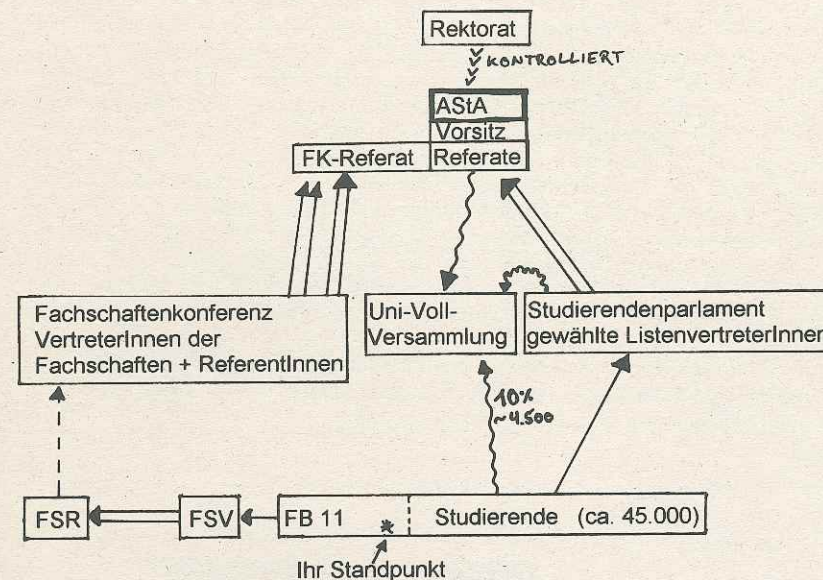 Rektorat
KONTROLLIERT
AStA
Vorsitz
FK-Referat
Referate
Fachschaftenkonferenz
VertreterInnen der
Fachschaften + ReferentInnen
Uni-Voll-
Versammlung
Studierendenparlament
gewählte ListenvertreterInnen
10%
~4.500
FSR
FSV
FB 11
Studierende (ca. 45.000)
Ihr Standpunkt